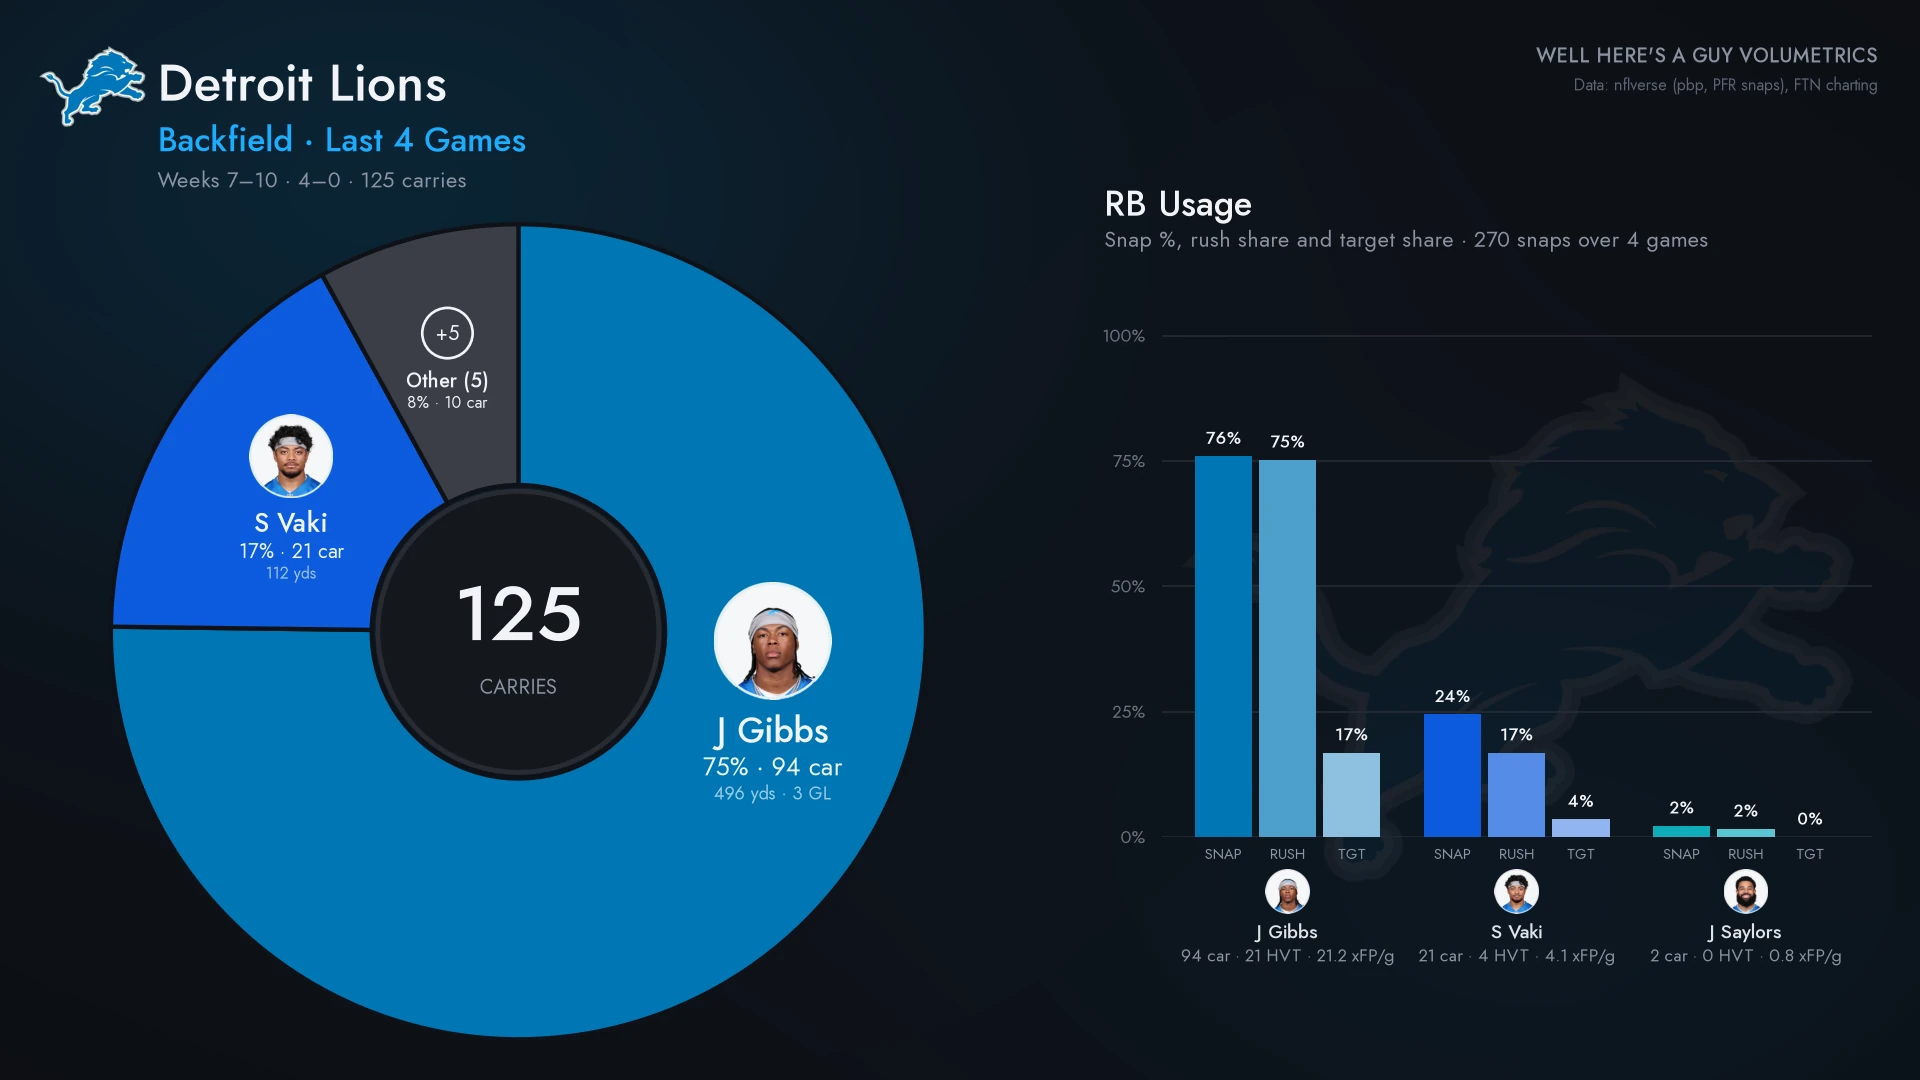 Detroit Lions
Backfield · Last 4 Games
Weeks 7–10 · 4–0 · 125 carries
WELL HERE'S A GUY VOLUMETRICS
Data: nflverse (pbp, PFR snaps), FTN charting
+5
Other (5)
8% · 10 car
S Vaki
17% · 21 car
112 yds
125
CARRIES
J Gibbs
75% · 94 car
496 yds · 3 GL
RB Usage
Snap %, rush share and target share · 270 snaps over 4 games
100%
75%
50%
25%
0%
76% 75% 17% 24% 17% 4% 2% 2% 0%
SNAP RUSH TGT SNAP RUSH TGT SNAP RUSH TGT
J Gibbs S Vaki J Saylors
94 car · 21 HVT · 21.2 xFP/g 21 car · 4 HVT · 4.1 xFP/g 2 car · 0 HVT · 0.8 xFP/g